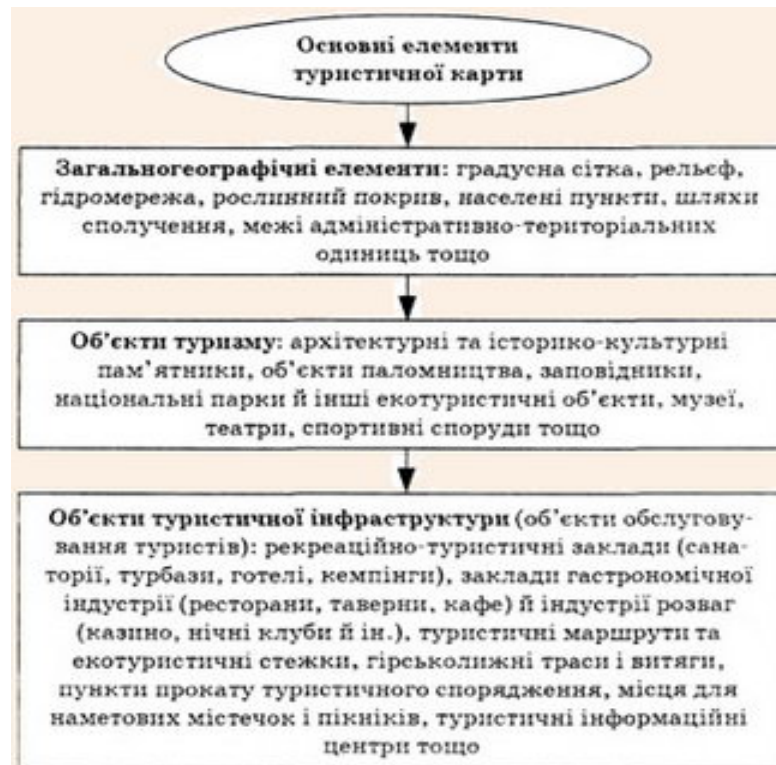 Основні елементи
туристичної карти
Загальногеографічні елементи: градусна сітка, рельєф,
гідромережа, рослинний покрив, населені пункти, шляхи
сполучення, межі адміністративно-територіальних
одиниць тощо
Об'єкти туризму: архітектурні та історико-культурні
пам'ятники, об'єкти паломництва, заповідники,
національні парки й інші екотуристичні об'єкти, музеї,
театри, спортивні споруди тощо
Об'єкти туристичної інфраструктури (об'єкти обслугову-
вання туристів): рекреаційно-туристичні заклади (сана-
торії, турбази, готелі, кемпінги), заклади гастрономічної
індустрії (ресторани, таверни, кафе) й індустрії розваг
(казино, нічні клуби й ін.), туристичні маршрути та
екотуристичні стежки, гірськолижні траси і витяги,
пункти прокату туристичного спорядження, місця для
наметових містечок і пікніків, туристичні інформаційні
центри тощо